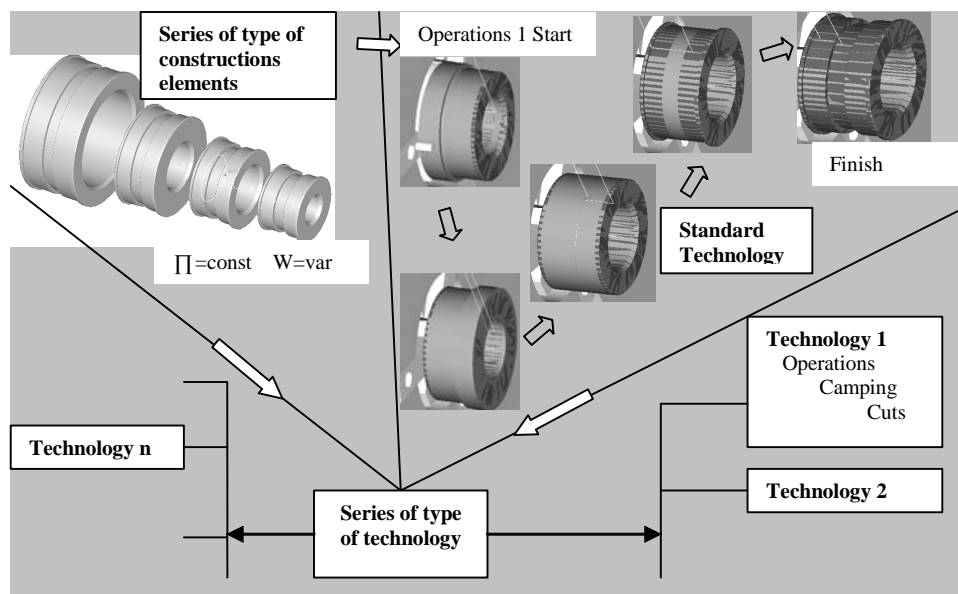 Series of type of
constructions
elements
Operations 1 Start
Finish
∏=const W=var
Standard
Technology
Technology 1
Operations
Camping
Cuts
Technology n
Technology 2
Series of type
of technology